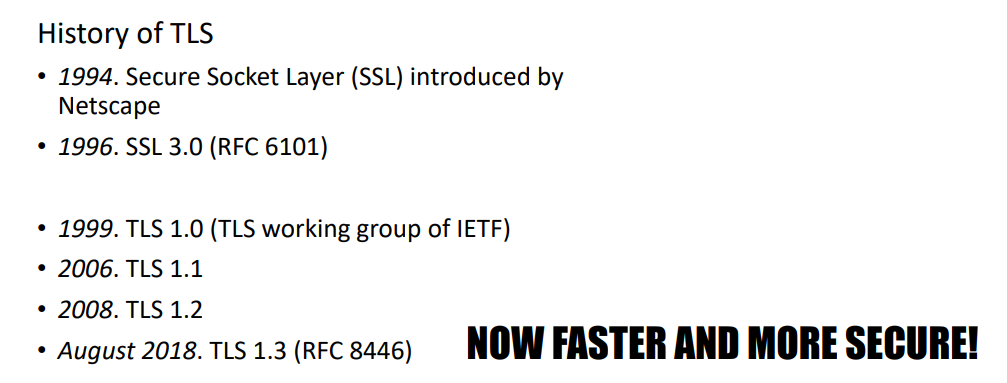 History of TLS
• 1994. Secure Socket Layer (SSL) introduced by
Netscape
• 1996. SSL 3.0 (RFC 6101)
• 1999. TLS 1.0 (TLS working group of IETF)
• 2006. TLS 1.1
• 2008. TLS 1.2
• August 2018. TLS 1.3 (RFC 8446)
NOW FASTER AND MORE SECURE!